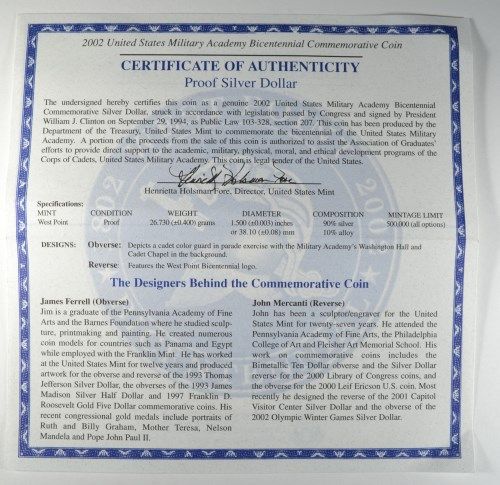 2002 United States Military Academy Bicentennial Commemorative Coin
CERTIFICATE OF AUTHENTICITY
Proof Silver Dollar
The undersigned hereby certifies this coin as a genuine 2002 United States Military Academy Bicentennial
Commemorative Silver Dollar, struck in accordance with legislation passed by Congress and signed by President
William J. Clinton on September 29, 1994, as Public Law 103-328, section 207. This coin has been produced by the
Department of the Treasury, United States Mint to commemorate the bicentennial of the United States Military
Academy. A portion of the proceeds from the sale of this coin is authorized to assist the Association of Graduates'
efforts to provide direct support to the academic, military, physical, moral, and ethical development programs of the
Corps of Cadets, United States Military Academy. This coin is legal tender of the United States.
Henrietta Holsman Fore, Director, United States Mint
Specifications:
MINT CONDITION WEIGHT DIAMETER COMPOSITION MINTAGE LIMIT
West Point Proof 26.730 (±0.400) grams 1.500 (±0.003) inches 90% silver 500,000 (all options)
or 38.10 (±0.08) mm 10% alloy
DESIGNS: Obverse: Depicts a cadet color guard in parade exercise with the Military Academy's Washington Hall and
Cadet Chapel in the background.
Reverse: Features the West Point Bicentennial logo.
The Designers Behind the Commemorative Coin
James Ferrell (Obverse)
Jim is a graduate of the Pennsylvania Academy of Fine
Arts and the Barnes Foundation where he studied sculp-
ture, printmaking and painting. He created numerous
coin models for countries such as Panama and Egypt
while employed with the Franklin Mint. He has worked
at the United States Mint for twelve years and produced
artwork for the obverse and reverse of the 1993 Thomas
Jefferson Silver Dollar, the obverses of the 1993 James
Madison Silver Half Dollar and 1997 Franklin D.
Roosevelt Gold Five Dollar commemorative coins. His
recent congressional gold medals include portraits of
Ruth and Billy Graham, Mother Teresa, Nelson
Mandela and Pope John Paul II.
John Mercanti (Reverse)
John has been a sculptor/engraver for the United
States Mint for twenty-seven years. He attended the
Pennsylvania Academy of Fine Arts, the Philadelphia
College of Art and Fleisher Art Memorial School. His
work on commemorative coins includes the
Bimetallic Ten Dollar obverse and the Silver Dollar
reverse for the 2000 Library of Congress coins, and
the obverse for the 2000 Leif Ericson U.S. coin. Most
recently he designed the reverse of the 2001 Capitol
Visitor Center Silver Dollar and the obverse of the
2002 Olympic Winter Games Silver Dollar.